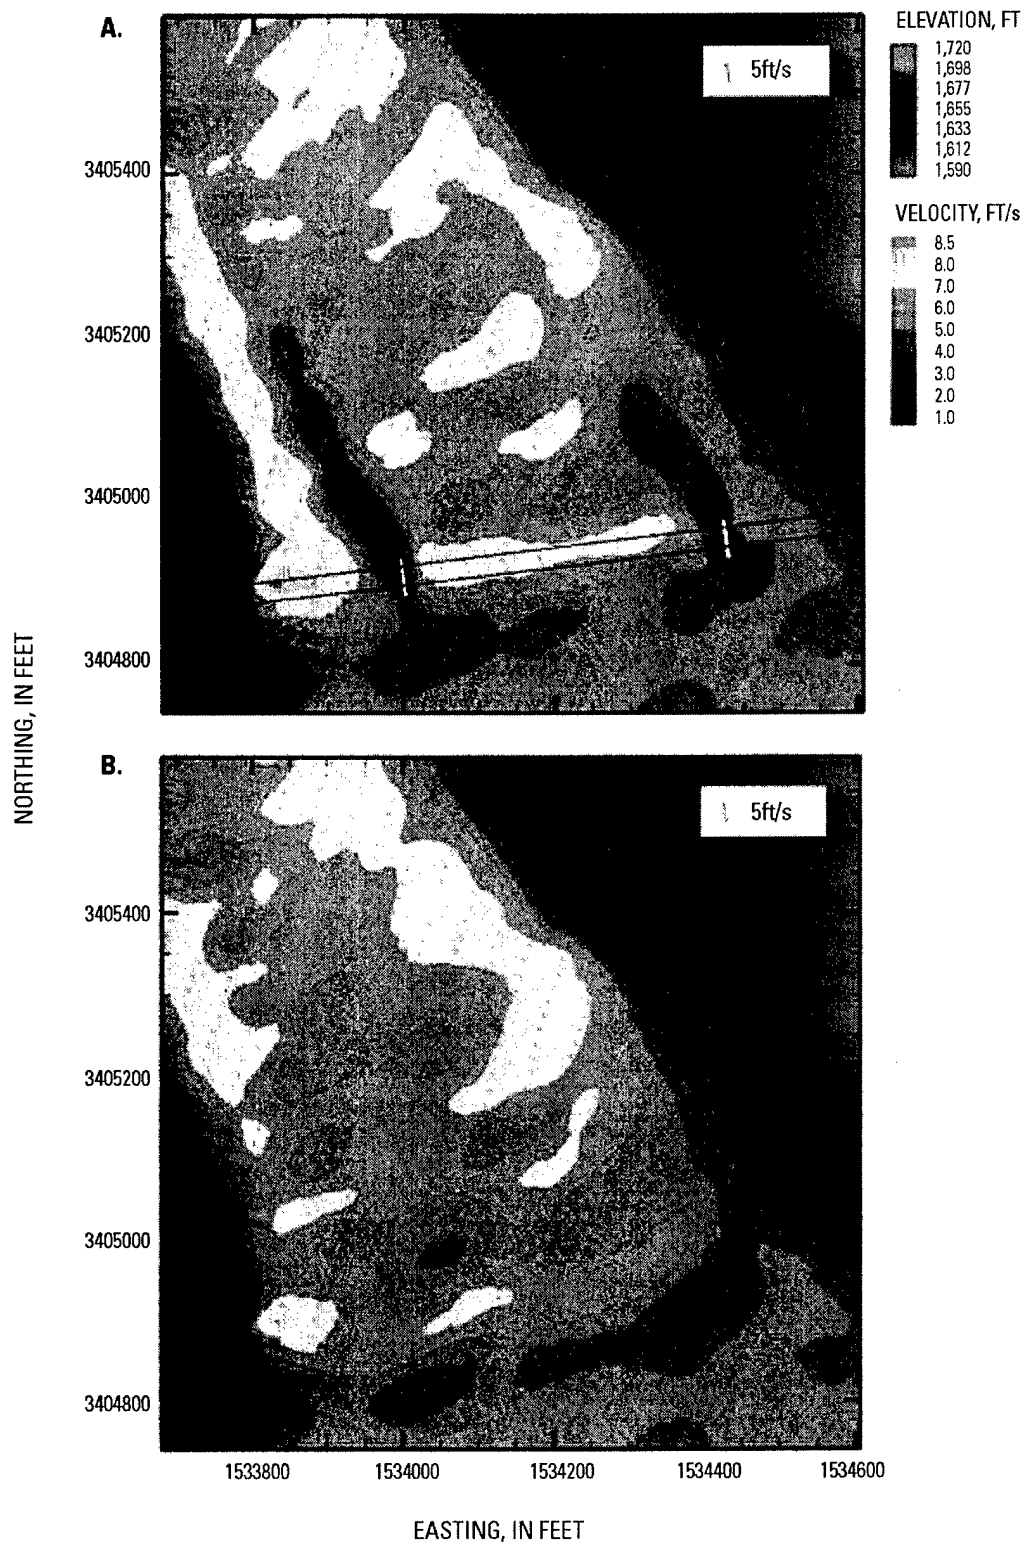 A.
5ft/s
ELEVATION, FT
1,720
1,698
1,677
1,655
1,633
1,612
1,590
VELOCITY, FT/s
8.5
8.0
7.0
6.0
5.0
4.0
3.0
2.0
1.0
3405400
3405200
3405000
3404800
NORTHING, IN FEET
B.
5ft/s
3405400
3405200
3405000
3404800
1533800 1534000 1534200 1534400 1534600
EASTING, IN FEET